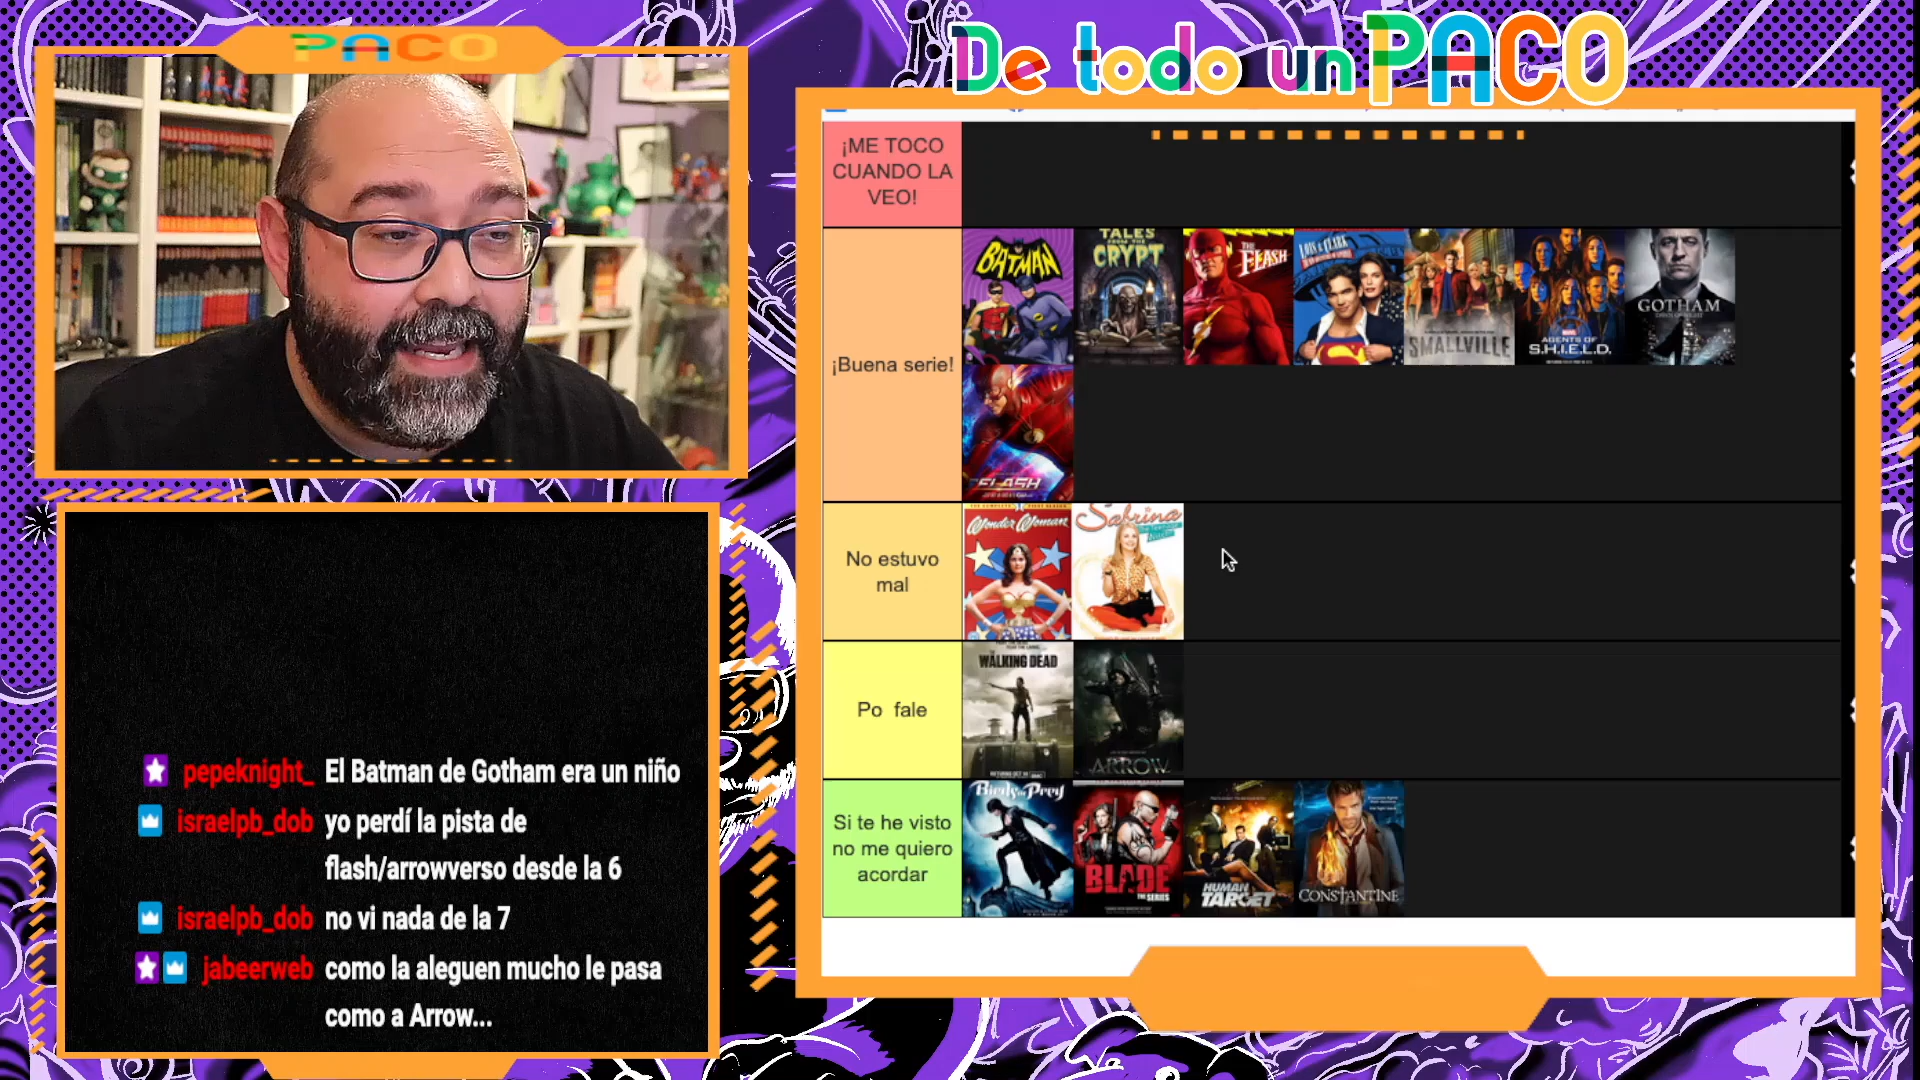 PACO
De todo un PACO
¡ME TOCO
CUANDO LA
VEO!
¡Buena serie!
BATMAN
TALES
FROM THE
CRYPT
THE
FLASH
LOIS & CLARK
SMALLVILLE
MARVEL
AGENTS OF
S.H.I.E.L.D.
GOTHAM
FLASH
No estuvo
mal
Wonder Woman
Sabrina
Po fale
WALKING DEAD
ARROW
Si te he visto
no me quiero
acordar
Birds of Prey
BLADE
THE SERIES
HUMAN
TARGET
CONSTANTINE
pepeknight_ El Batman de Gotham era un niño
israelpb_dob yo perdí la pista de
flash/arrowverso desde la 6
israelpb_dob no vi nada de la 7
jabeerweb como la aleguen mucho le pasa
como a Arrow...